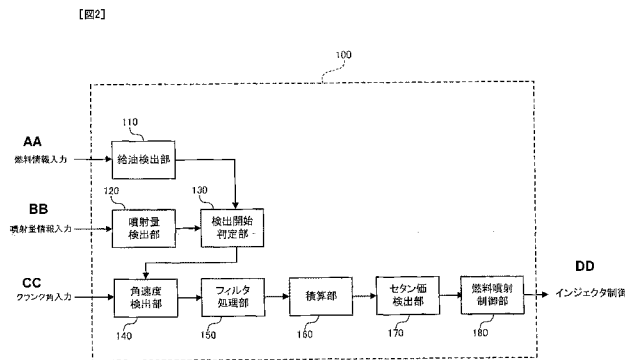 [図2]
100
110
AA
燃料情報入力
給油検出部
120
130
BB
噴射量情報入力
噴射量
検出部
検出開始
判定部
CC
クランク角入力
角速度
検出部
フィルタ
処理部
積算部
セタン価
検出部
燃料噴射
制御部
DD
インジェクタ制御
140
150
160
170
180